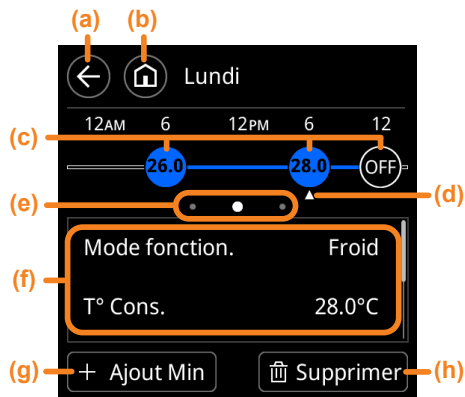 (a) (b)
Lundi
12AM 6 12PM 6 12
(c) 26.0 28.0 OFF
(e) (d)
Mode fonction. Froid
(f)
T° Cons. 28.0°C
(g) + Ajout Min Supprimer (h)